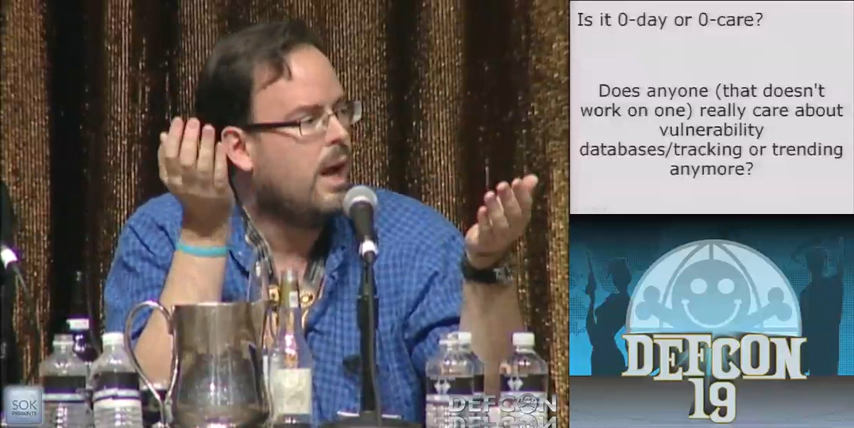 Is it 0-day or 0-care?
Does anyone (that doesn't
work on one) really care about
vulnerability
databases/tracking or trending
anymore?
DEFCON
19
DEFCON
SOK